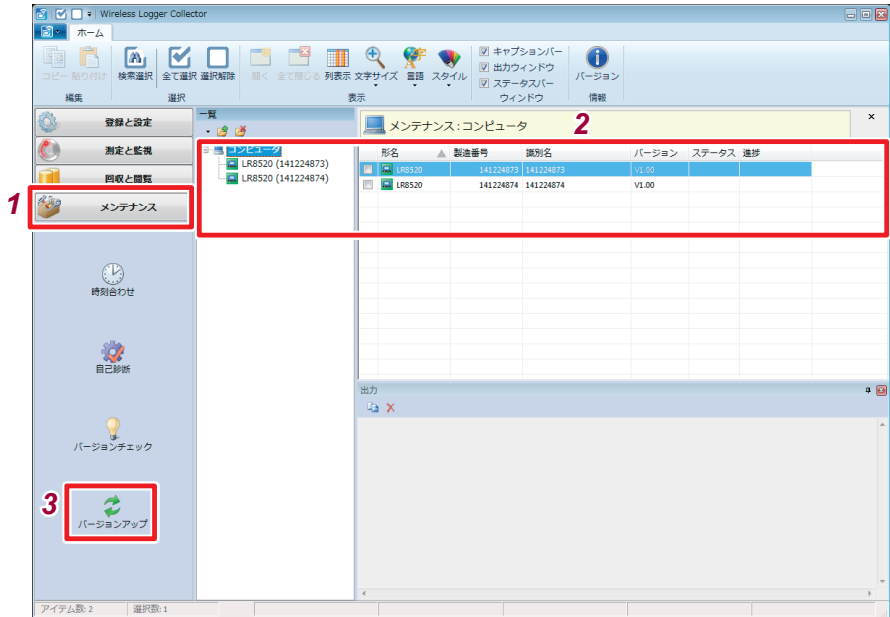 Wireless Logger Collector
ホーム
コピー 貼り付け 検索選択 全て選択 選択解除 開く 全て閉じる 列表示 文字サイズ 言語 スタイル
キャプションバー
出力ウィンドウ
ステータスバー
バージョン
編集 選択 表示 ウィンドウ 情報
登録と設定
測定と監視
回収と閲覧
1 メンテナンス
時刻合わせ
自己診断
バージョンチェック
3 バージョンアップ
一覧
コンピュータ
LR8520 (141224873)
LR8520 (141224874)
メンテナンス:コンピュータ 2
形名 製造番号 識別名 バージョン ステータス 進捗
LR8520 141224873 141224873 V1.00
LR8520 141224874 141224874 V1.00
出力
アイテム数: 2 選択数: 1